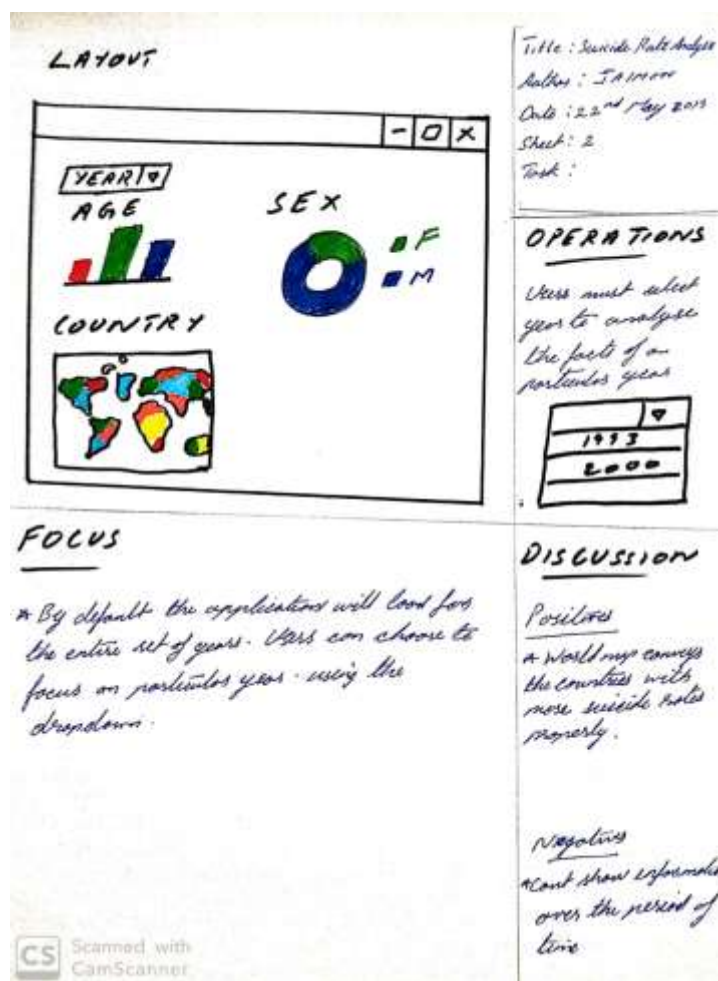 LAYOUT
Title : Suicide Rate Analysis
Author : JAIMON
Date : 22nd May
Sheet : 2
Task :
- X
YEAR
AGE
SEX
F
M
COUNTRY
OPERATIONS
Users must select
year to analyse
the facts of an
particular year
1993
2000
FOCUS
* By default the application will load for
the entire set of years. Users can choose to
focus on particular year using the
dropdown.
DISCUSSION
Positives
* World map conveys
the countries with
more suicide rates
properly.
Negatives
* Cant show informatio
over the period of
time
CS Scanned with
CamScanner